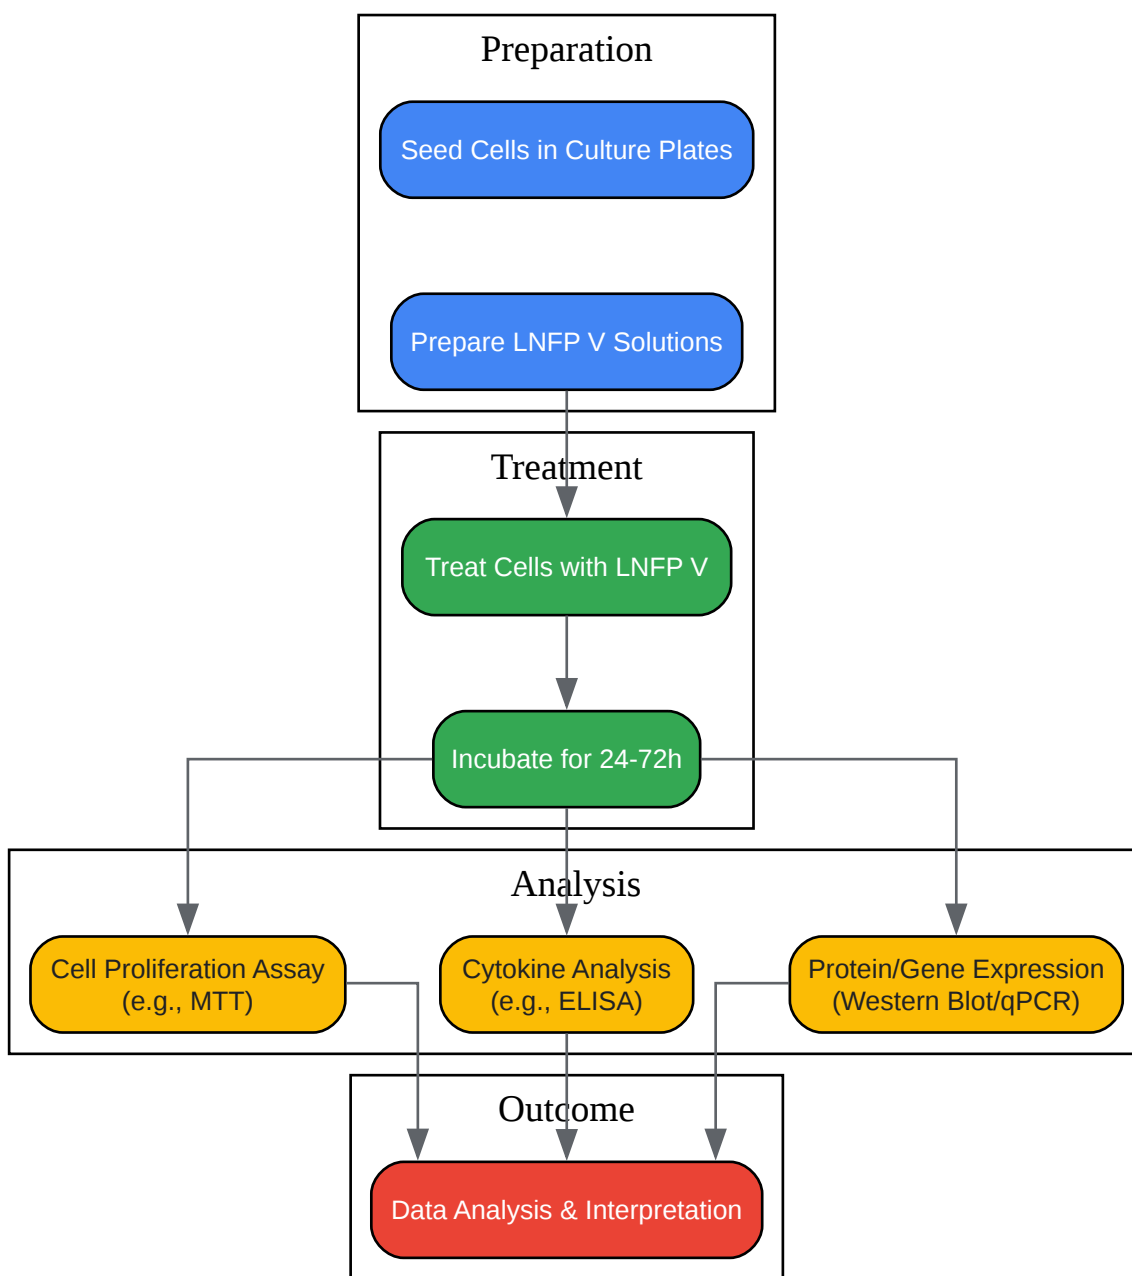 Preparation
Seed Cells in Culture Plates
Prepare LNFP V Solutions
Treatment
Treat Cells with LNFP V
Incubate for 24-72h
Analysis
Cell Proliferation Assay
(e.g., MTT)
Cytokine Analysis
(e.g., ELISA)
Protein/Gene Expression
(Western Blot/qPCR)
Outcome
Data Analysis & Interpretation